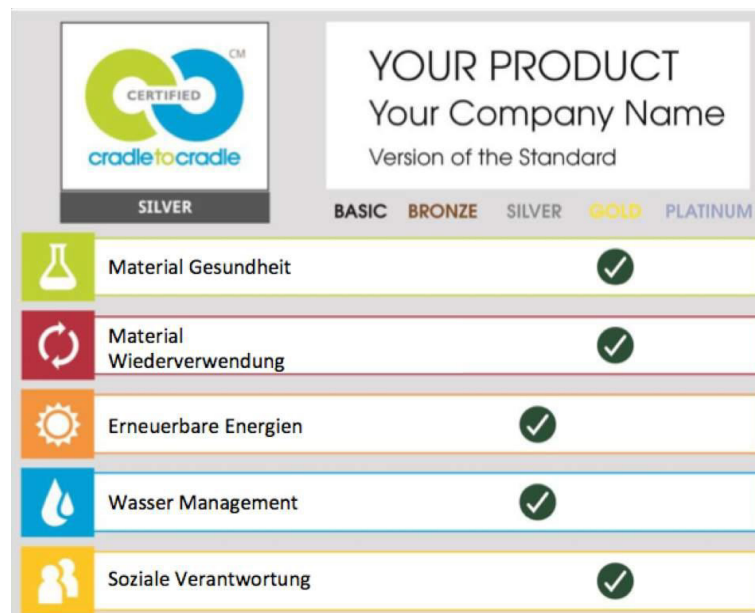 CM
CERTIFIED
cradletocradle
SILVER
YOUR PRODUCT
Your Company Name
Version of the Standard
BASIC BRONZE SILVER GOLD PLATINUM
Material Gesundheit
Material
Wiederverwendung
Erneuerbare Energien
Wasser Management
Soziale Verantwortung